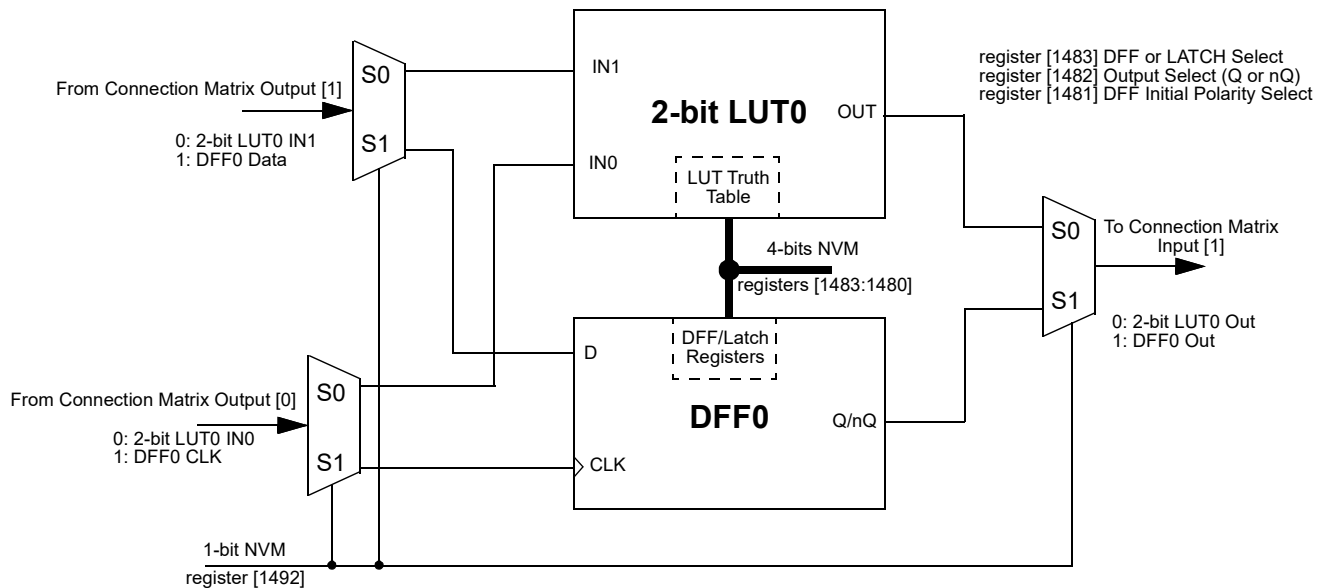 From Connection Matrix Output [1]
0: 2-bit LUT0 IN1
1: DFF0 Data
S0
S1
IN1
IN0
2-bit LUT0
OUT
LUT Truth
Table
register [1483] DFF or LATCH Select
register [1482] Output Select (Q or nQ)
register [1481] DFF Initial Polarity Select
4-bits NVM
registers [1483:1480]
S0
S1
To Connection Matrix
Input [1]
0: 2-bit LUT0 Out
1: DFF0 Out
From Connection Matrix Output [0]
0: 2-bit LUT0 IN0
1: DFF0 CLK
S0
S1
DFF/Latch
Registers
D
DFF0
Q/nQ
CLK
1-bit NVM
register [1492]